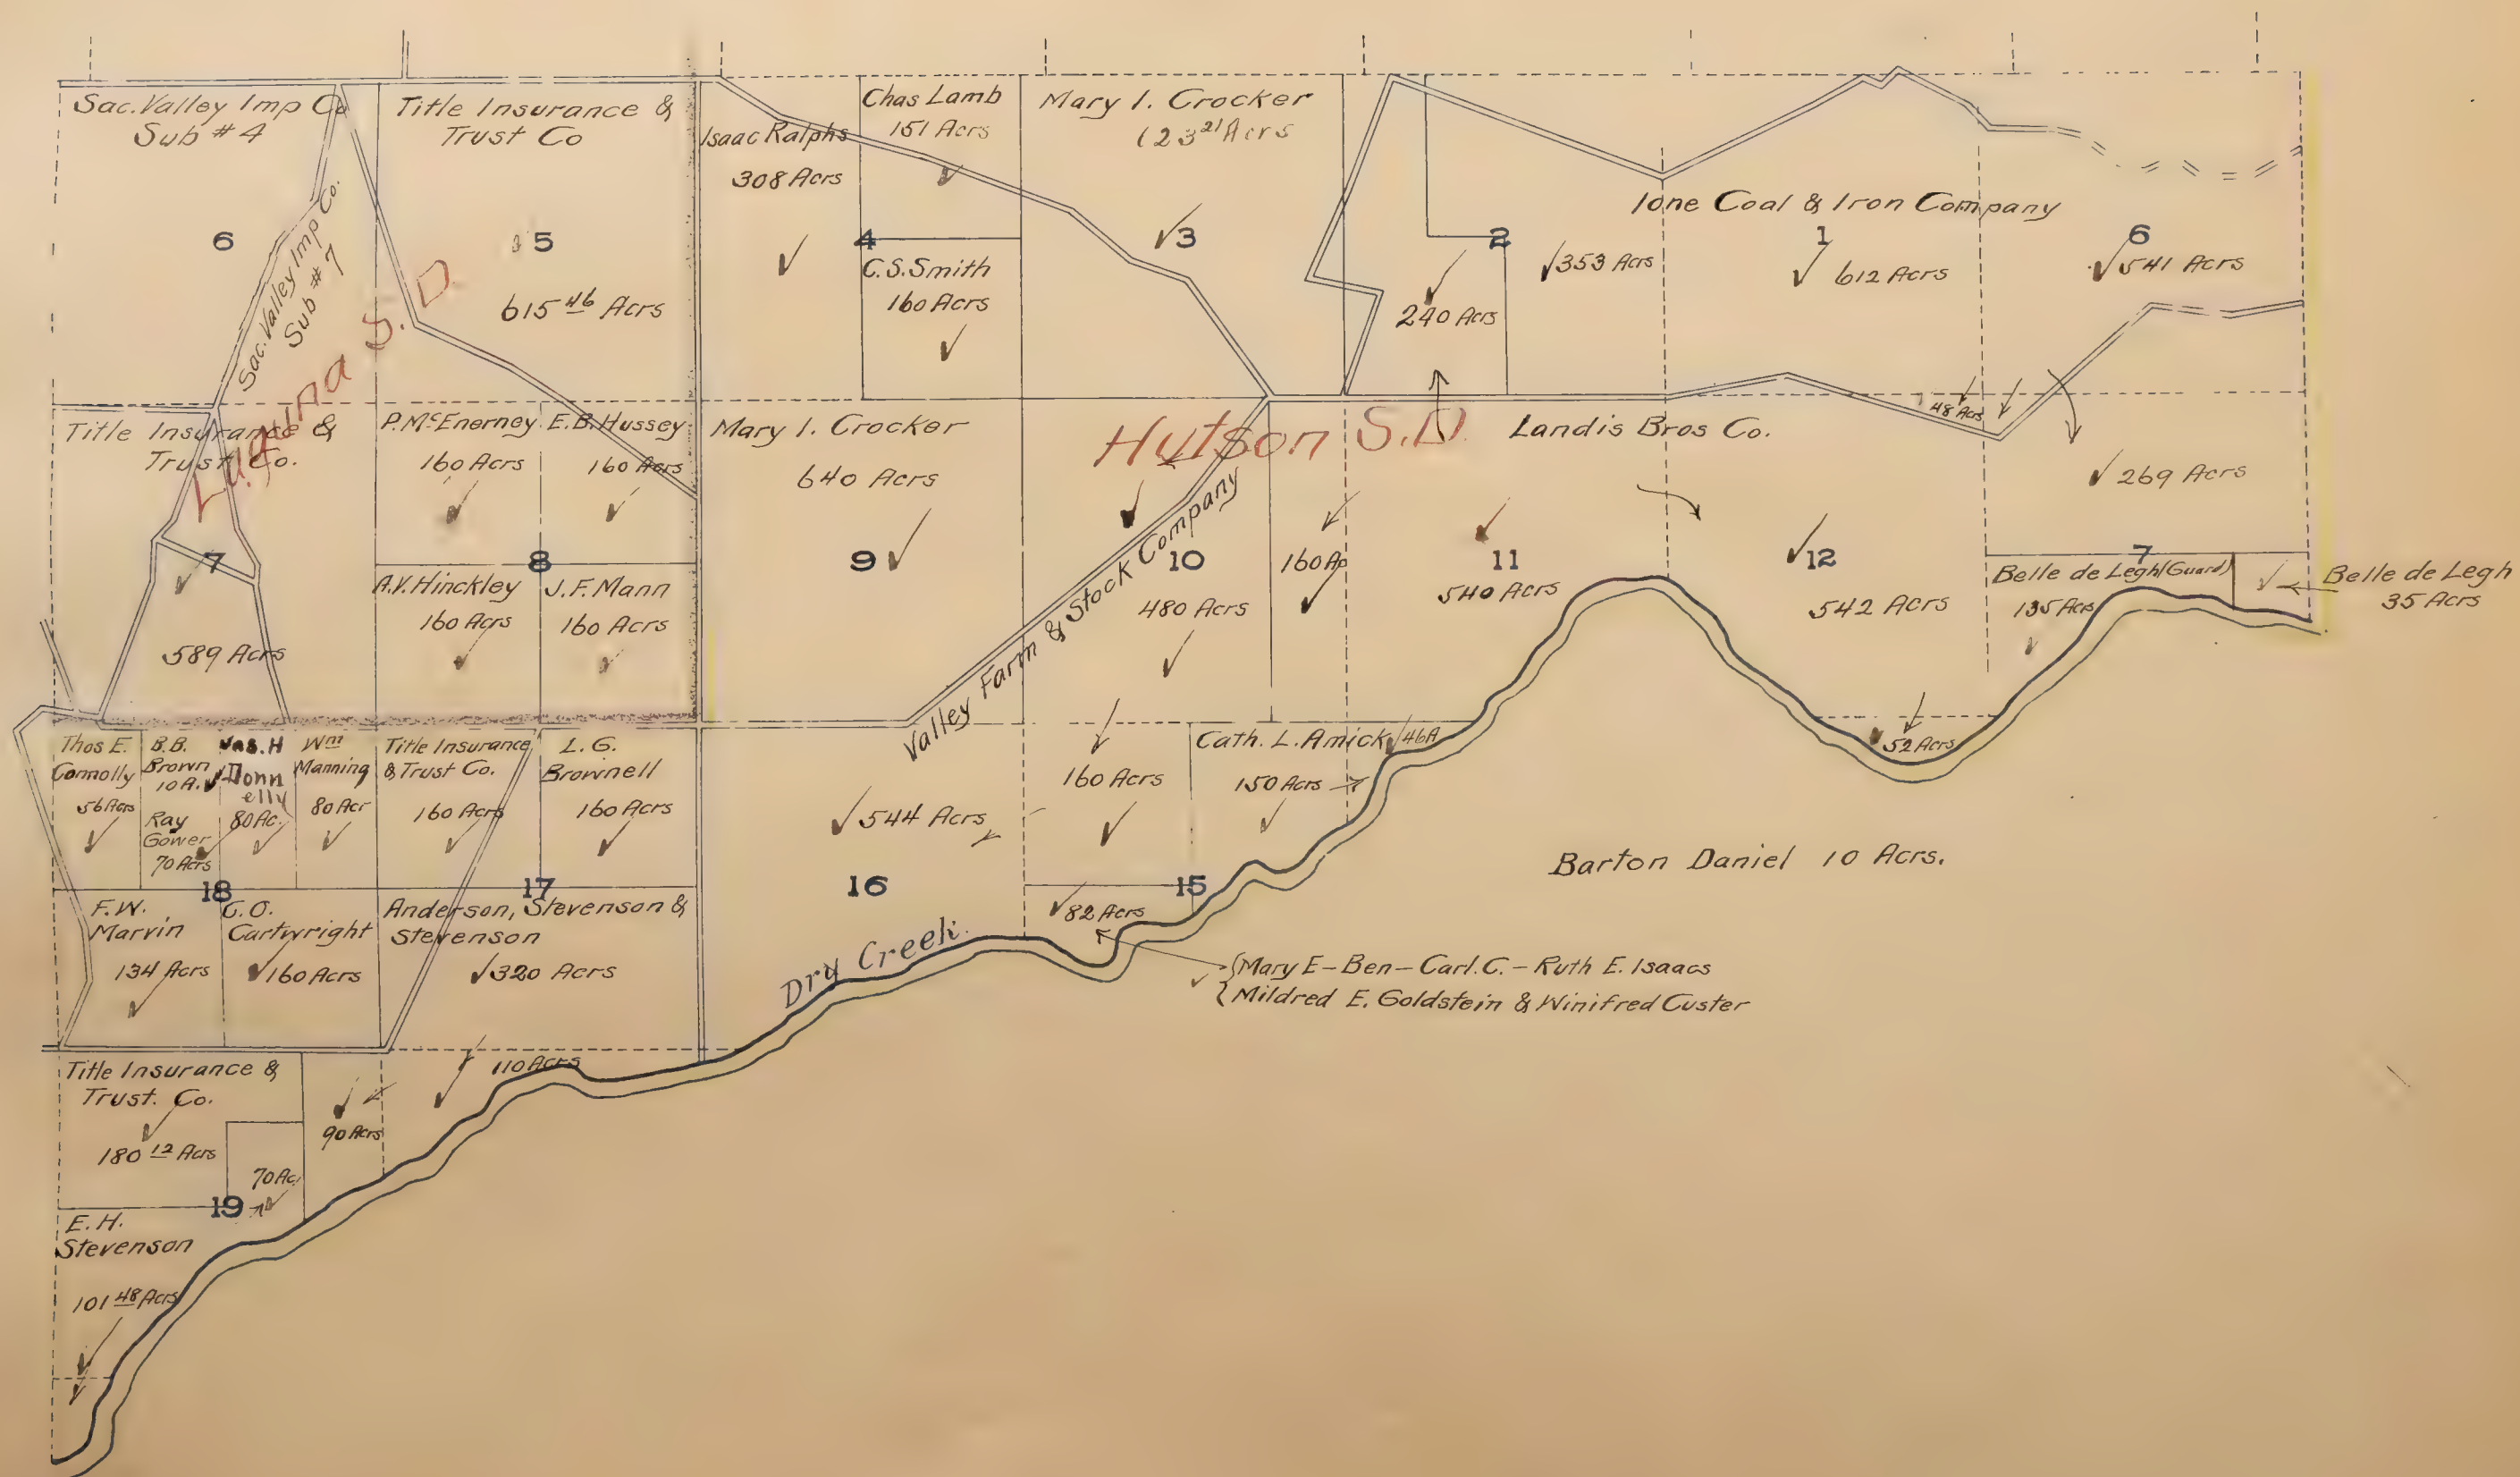 Sac. Valley Imp Co
Sub #4
6
Sac. Valley Imp Co.
Sub #7
Title Insurance &
Trust Co
5
615 46 Acrs
Isaac Ralphs
308 Acrs
Chas Lamb
151 Acrs
4
C.S. Smith
160 Acrs
Mary I. Crocker
623 21 Acrs
3
2
240 Acrs
353 Acrs
Ione Coal & Iron Company
1
612 Acrs
6
541 Acrs
Laguna S. D.
Hutson S.D.
Title Insurance &
Trust Co.
7
589 Acrs
P. McEnerney
160 Acrs
E.B. Hussey
160 Acrs
8
A.V. Hinckley
160 Acrs
J.F. Mann
160 Acrs
Mary I. Crocker
640 Acrs
9
Valley Farm & Stock Company
10
480 Acrs
160 Ac
Landis Bros Co.
11
540 Acrs
48 Acrs
12
542 Acrs
269 Acrs
7
Belle de Legh (Guard)
135 Acrs
Belle de Legh
35 Acrs
52 Acrs
Thos E.
Connolly
56 Acrs
B.B.
Brown
10 A.
Ray
Gower
70 Acrs
Jas. H
Donn
elly
80 Ac.
Wm
Manning
80 Acr
Title Insurance
& Trust Co.
160 Acrs
L. G.
Brownell
160 Acrs
544 Acrs
160 Acrs
Cath. L. Amick
150 Acrs
46A
18
17
16
15
82 Acrs
Barton Daniel 10 Acrs.
F.W.
Marvin
134 Acrs
C.O.
Cartwright
160 Acrs
Anderson, Stevenson &
Stevenson
320 Acrs
Dry Creek.
Mary E - Ben - Carl. C. - Ruth E. Isaacs
Mildred E. Goldstein & Winifred Custer
Title Insurance &
Trust. Co.
180 12 Acrs
90 Acrs
110 Acrs
70 Ac.
19
E. H.
Stevenson
101 48 Acrs